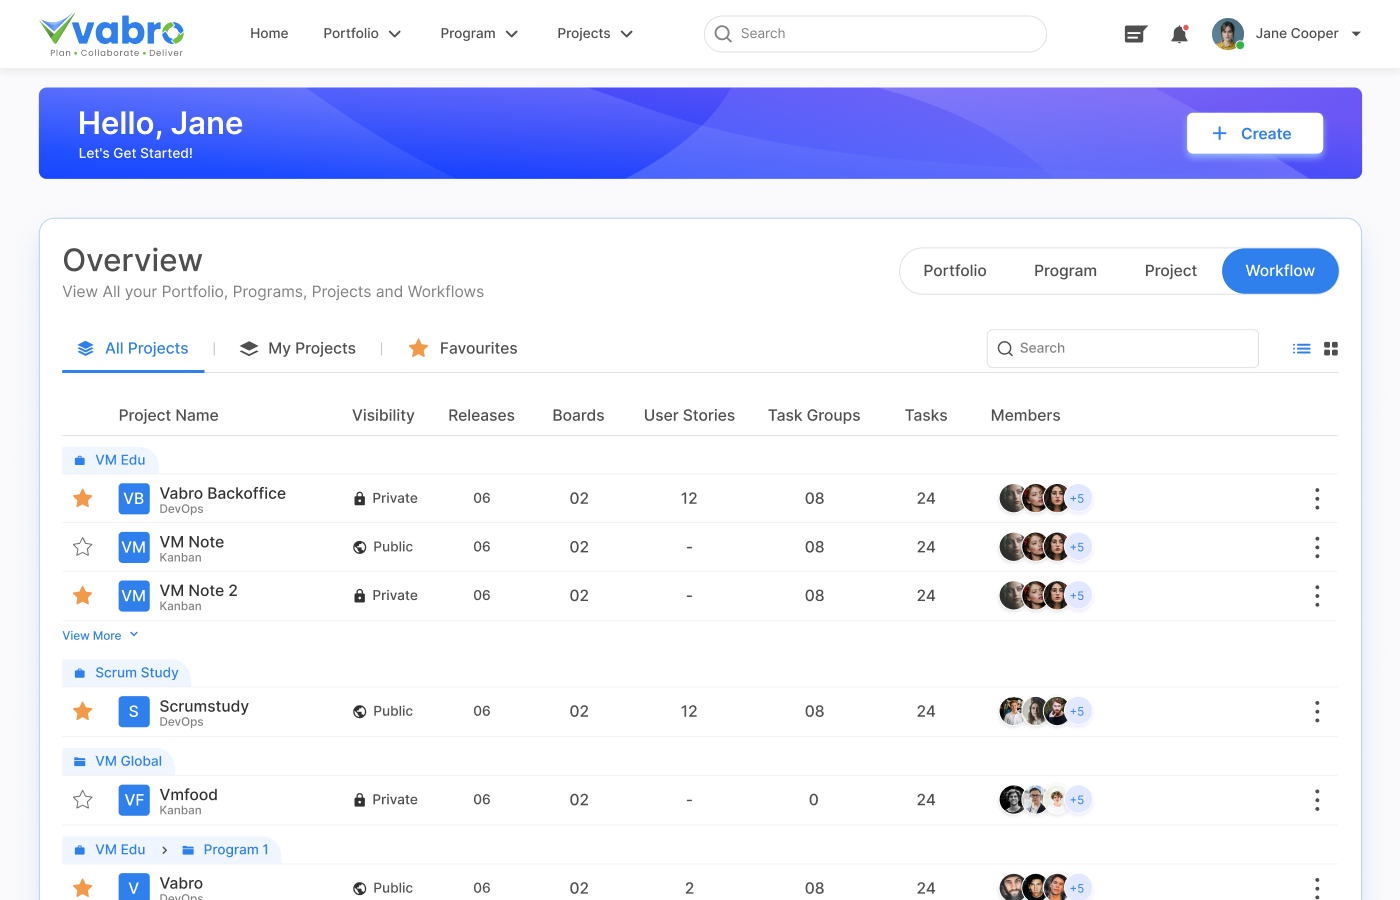 vabro
Plan • Collaborate • Deliver
Home Portfolio Program Projects Search Jane Cooper
Hello, Jane
Let's Get Started!
Create
Overview
View All your Portfolio, Programs, Projects and Workflows
Portfolio Program Project Workflow
All Projects | My Projects | Favourites Search
Project Name Visibility Releases Boards User Stories Task Groups Tasks Members
VM Edu
VB Vabro Backoffice Private 06 02 12 08 24 +5
DevOps
VM VM Note Public 06 02 - 08 24 +5
Kanban
VM VM Note 2 Private 06 02 - 08 24 +5
Kanban
View More
Scrum Study
S Scrumstudy Public 06 02 12 08 24 +5
DevOps
VM Global
VF Vmfood Private 06 02 - 0 24 +5
Kanban
VM Edu > Program 1
V Vabro Public 06 02 2 08 24 +5
DevOps